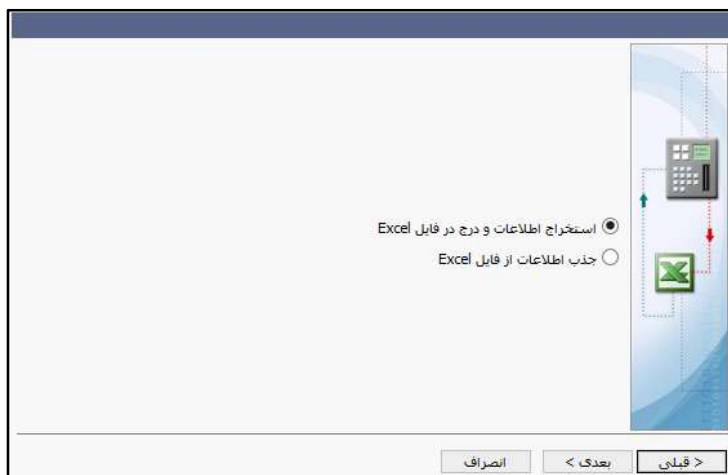 استخراج اطلاعات و درج در فایل Excel
جذب اطلاعات از فایل Excel
< قبلی
بعدی >
انصراف